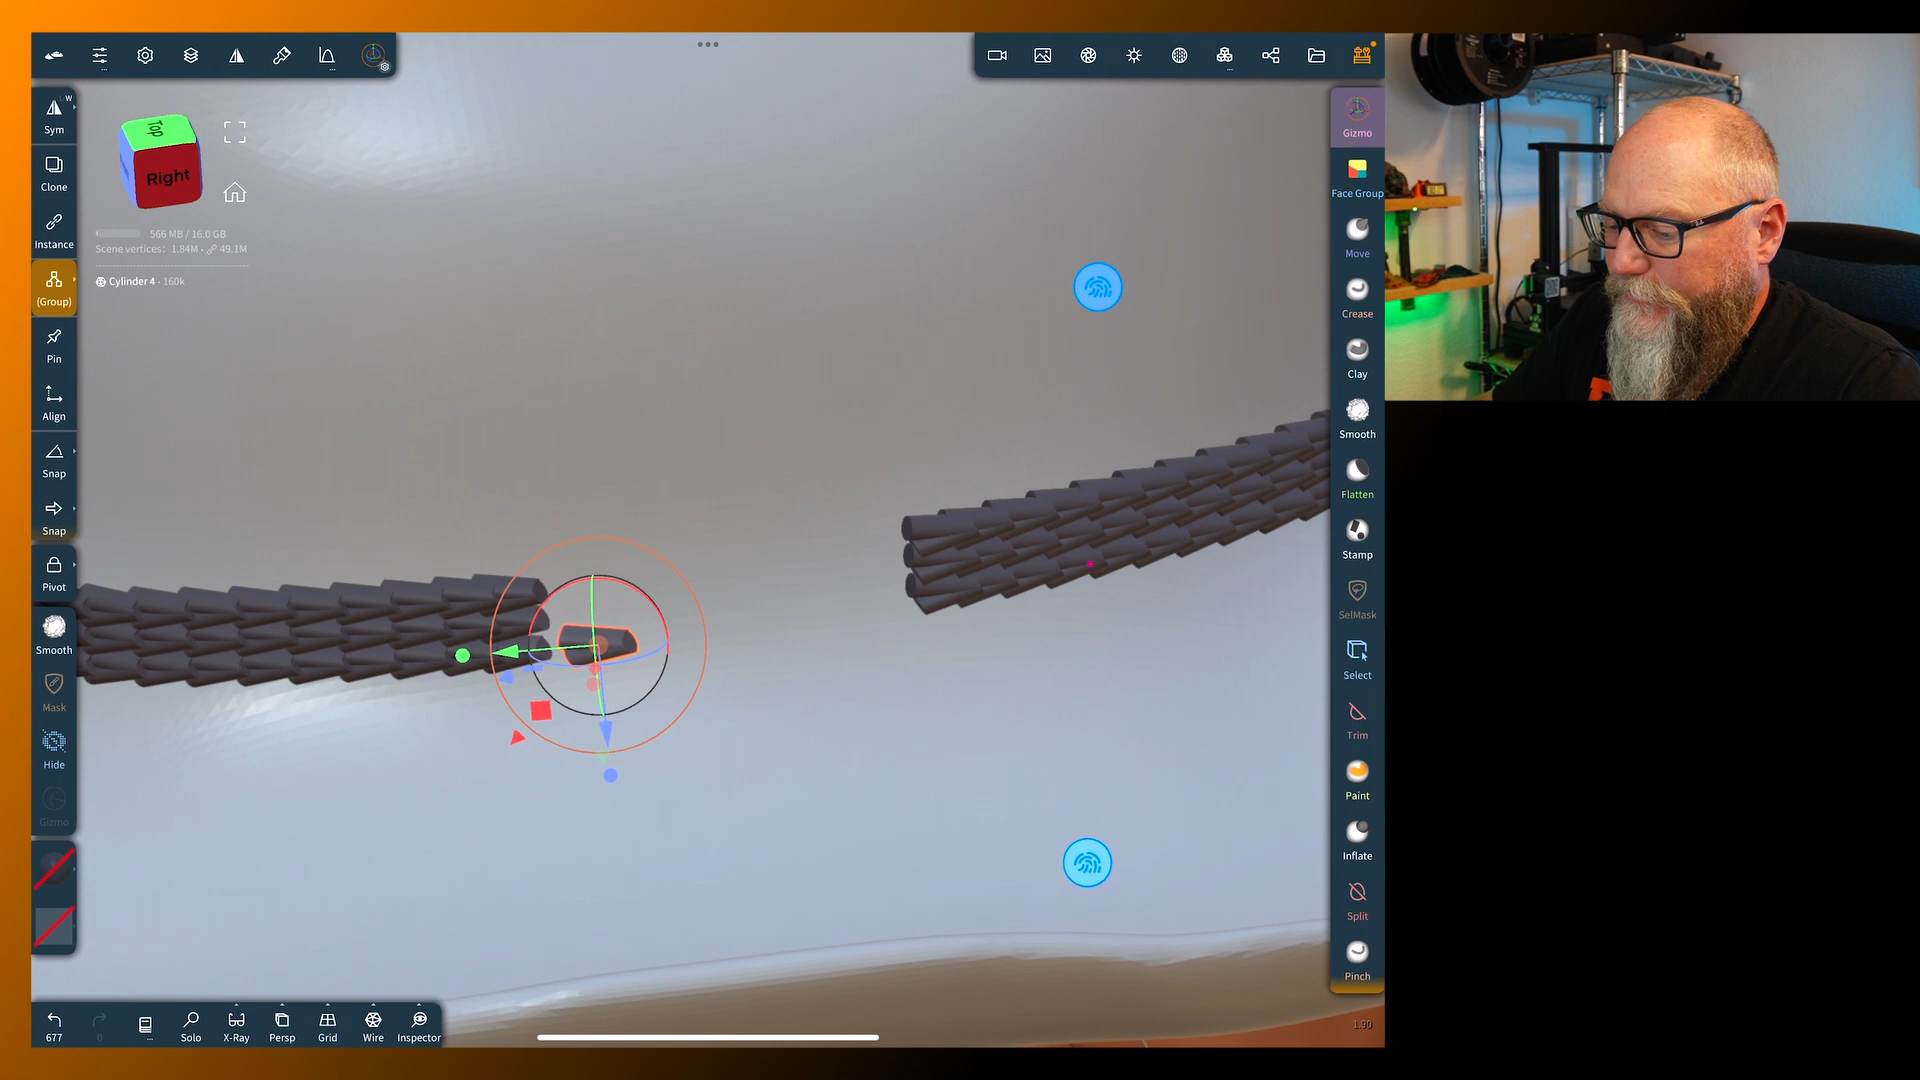 W
Sym
Clone
Instance
(Group)
Pin
Align
Snap
Snap
Pivot
Smooth
Mask
Hide
Gizmo
Top
Right
566 MB / 16.0 GB
Scene vertices: 1.84M • 49.1M
Cylinder 4 - 160k
Gizmo
Face Group
Move
Crease
Clay
Smooth
Flatten
Stamp
SelMask
Select
Trim
Paint
Inflate
Split
Pinch
1.90
677
0
...
Solo
X-Ray
Persp
Grid
Wire
Inspector